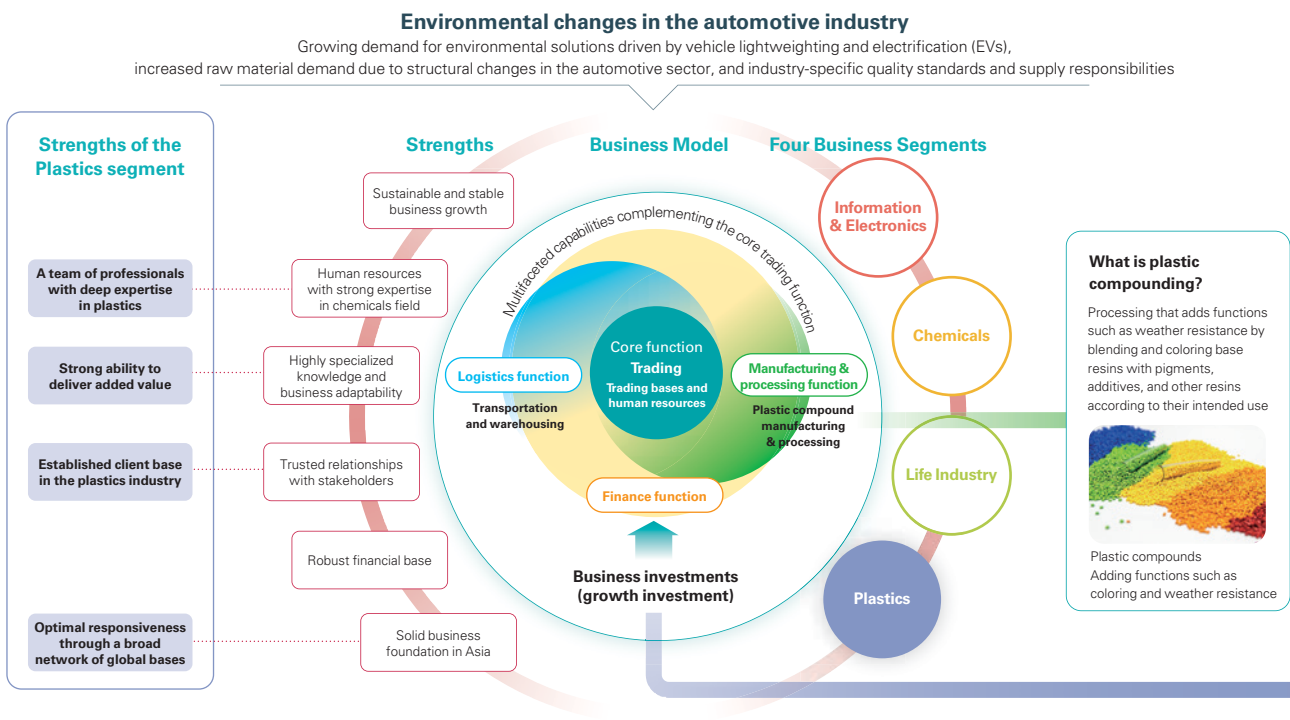 Environmental changes in the automotive industry
Growing demand for environmental solutions driven by vehicle lightweighting and electrification (EVs),
increased raw material demand due to structural changes in the automotive sector, and industry-specific quality standards and supply responsibilities
Strengths of the
Plastics segment
A team of professionals
with deep expertise
in plastics
Strong ability to
deliver added value
Established client base
in the plastics industry
Optimal responsiveness
through a broad
network of global bases
Strengths
Sustainable and stable
business growth
Human resources
with strong expertise
in chemicals field
Highly specialized
knowledge and
business adaptability
Trusted relationships
with stakeholders
Robust financial base
Solid business
foundation in Asia
Business Model
Multifaceted capabilities complementing the core trading function
Core function
Trading
Trading bases and
human resources
Logistics function
Transportation
and warehousing
Manufacturing &
processing function
Plastic compound
manufacturing
& processing
Finance function
Business investments
(growth investment)
Four Business Segments
Information
& Electronics
Chemicals
Life Industry
Plastics
What is plastic
compounding?
Processing that adds functions
such as weather resistance by
blending and coloring base
resins with pigments,
additives, and other resins
according to their intended use
Plastic compounds
Adding functions such as
coloring and weather resistance